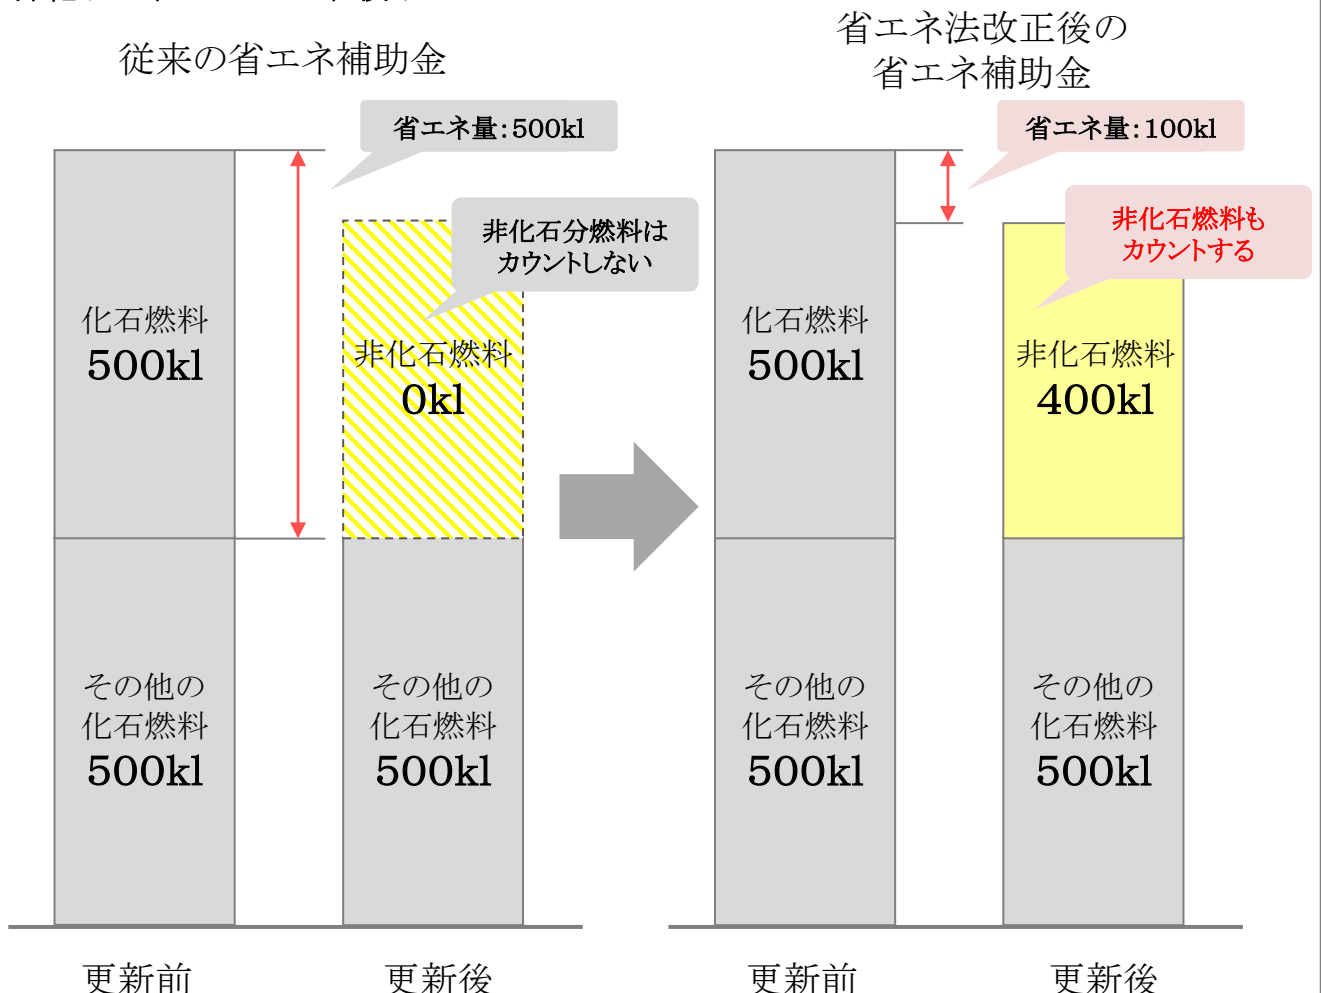 従来の省エネ補助金
省エネ量：500kl
非化石分燃料は
カウントしない
化石燃料
500kl
非化石燃料
0kl
その他の
化石燃料
500kl
その他の
化石燃料
500kl
更新前
更新後
省エネ法改正後の
省エネ補助金
省エネ量：100kl
非化石燃料も
カウントする
化石燃料
500kl
非化石燃料
400kl
その他の
化石燃料
500kl
その他の
化石燃料
500kl
更新前
更新後